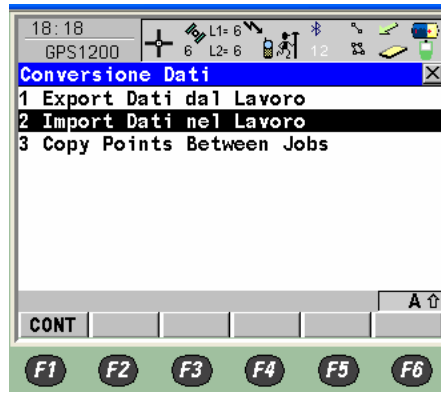 18:18
GPS1200
L1= 6
6 L2= 6
12
Conversione Dati
1 Export Dati dal Lavoro
2 Import Dati nel Lavoro
3 Copy Points Between Jobs
A
CONT
F1 F2 F3 F4 F5 F6